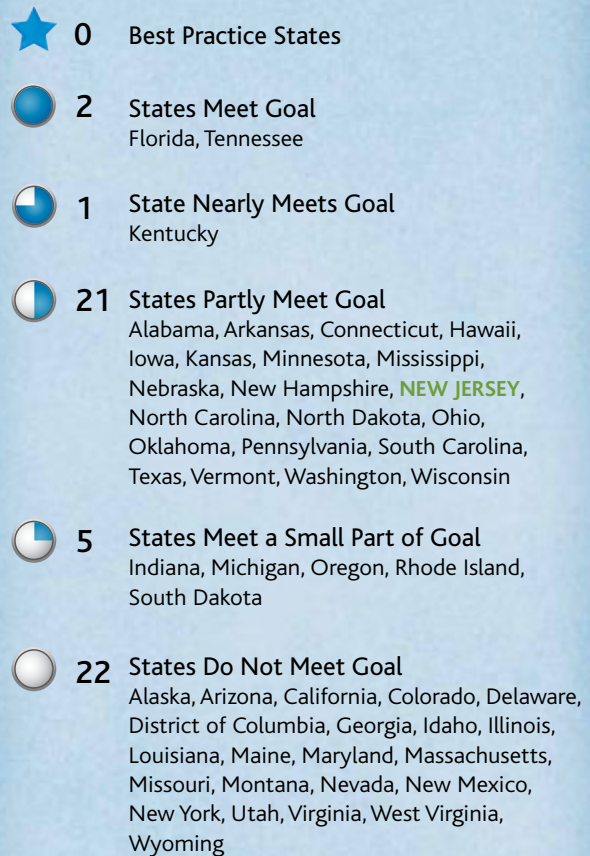 0 Best Practice States
2 States Meet Goal
Florida, Tennessee
1 State Nearly Meets Goal
Kentucky
21 States Partly Meet Goal
Alabama, Arkansas, Connecticut, Hawaii,
Iowa, Kansas, Minnesota, Mississippi,
Nebraska, New Hampshire, NEW JERSEY,
North Carolina, North Dakota, Ohio,
Oklahoma, Pennsylvania, South Carolina,
Texas, Vermont, Washington, Wisconsin
5 States Meet a Small Part of Goal
Indiana, Michigan, Oregon, Rhode Island,
South Dakota
22 States Do Not Meet Goal
Alaska, Arizona, California, Colorado, Delaware,
District of Columbia, Georgia, Idaho, Illinois,
Louisiana, Maine, Maryland, Massachusetts,
Missouri, Montana, Nevada, New Mexico,
New York, Utah, Virginia, West Virginia,
Wyoming